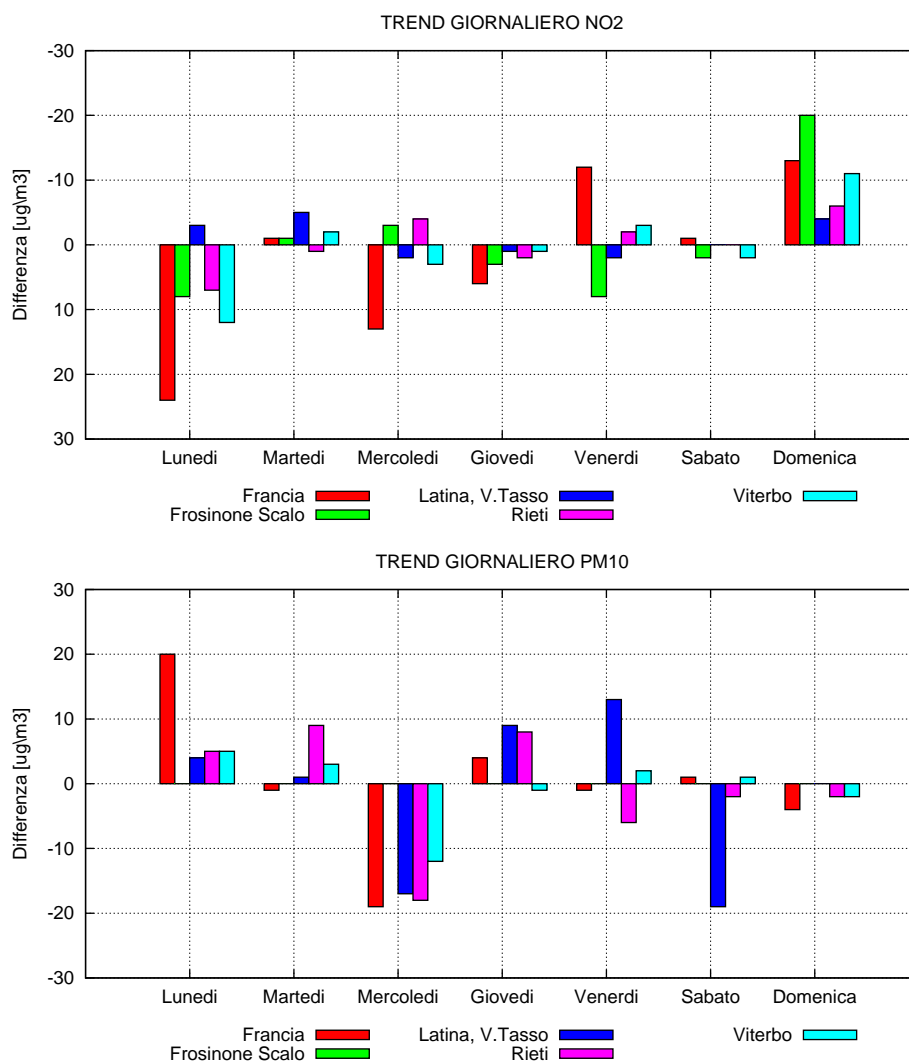 TREND GIORNALIERO NO2
-30
-20
-10
0
10
20
30
Differenza [ug\m3]
Lunedi Martedi Mercoledi Giovedi Venerdi Sabato Domenica
Francia Latina, V.Tasso Viterbo
Frosinone Scalo Rieti
TREND GIORNALIERO PM10
30
20
10
0
-10
-20
-30
Differenza [ug\m3]
Lunedi Martedi Mercoledi Giovedi Venerdi Sabato Domenica
Francia Latina, V.Tasso Viterbo
Frosinone Scalo Rieti